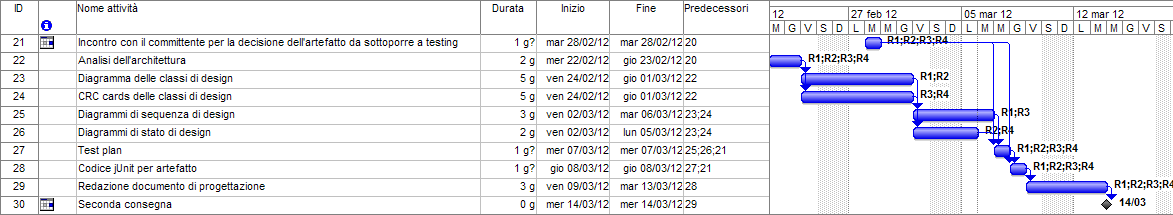 ID Nome attività Durata Inizio Fine Predecessori 12 27 feb 12 05 mar 12 12 mar 12
M G V S D L M M G V S D L M M G V S D L M M G V S
21 Incontro con il committente per la decisione dell'artefatto da sottoporre a testing 1 g? mar 28/02/12 mar 28/02/12 20 R1;R2;R3;R4
22 Analisi dell'architettura 2 g mer 22/02/12 gio 23/02/12 20 R1;R2;R3;R4
23 Diagramma delle classi di design 5 g ven 24/02/12 gio 01/03/12 22 R1;R2
24 CRC cards delle classi di design 5 g ven 24/02/12 gio 01/03/12 22 R3;R4
25 Diagrammi di sequenza di design 3 g ven 02/03/12 mar 06/03/12 23;24 R1;R3
26 Diagrammi di stato di design 2 g ven 02/03/12 lun 05/03/12 23;24 R2;R4
27 Test plan 1 g? mer 07/03/12 mer 07/03/12 25;26;21 R1;R2;R3;R4
28 Codice jUnit per artefatto 1 g? gio 08/03/12 gio 08/03/12 27;21 R1;R2;R3;R4
29 Redazione documento di progettazione 3 g ven 09/03/12 mar 13/03/12 28 R1;R2;R3;R4
30 Seconda consegna 0 g mer 14/03/12 mer 14/03/12 29 14/03